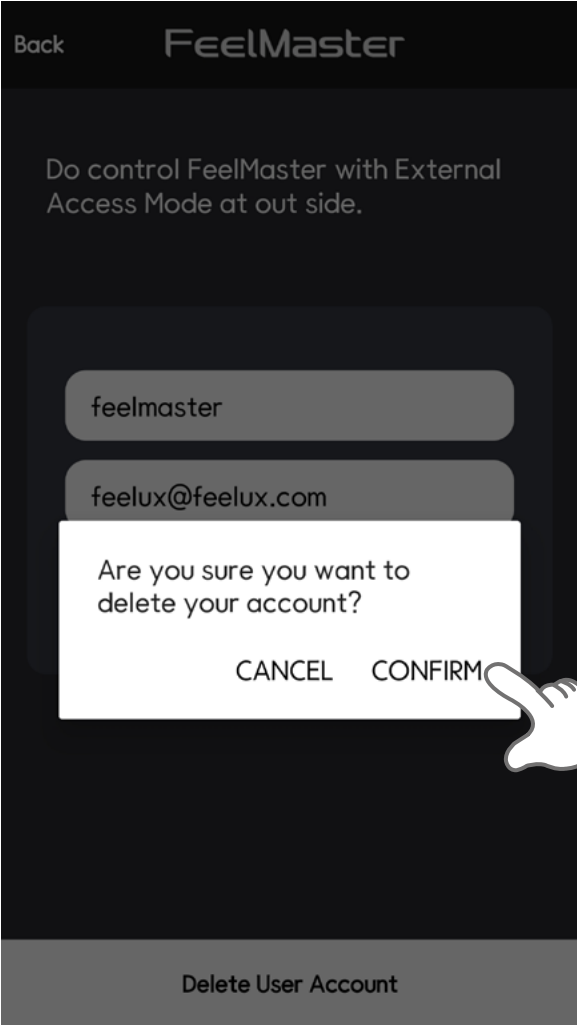 Back
FeelMaster
Do control FeelMaster with External
Access Mode at out side.
feelmaster
feelux@feelux.com
Are you sure you want to
delete your account?
CANCEL CONFIRM
Delete User Account